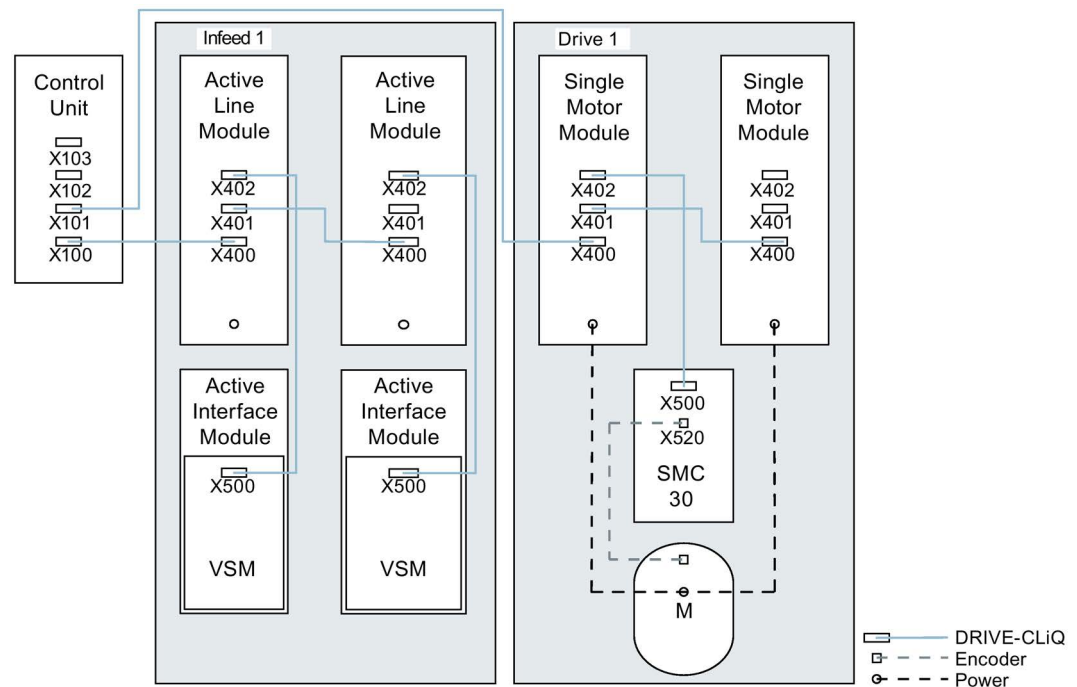 Control
Unit
X103
X102
X101
X100
Infeed 1
Active
Line
Module
X402
X401
X400
Active
Line
Module
X402
X401
X400
Active
Interface
Module
X500
VSM
Active
Interface
Module
X500
VSM
Drive 1
Single
Motor
Module
X402
X401
X400
Single
Motor
Module
X402
X401
X400
X500
X520
SMC
30
M
DRIVE-CLiQ
Encoder
Power